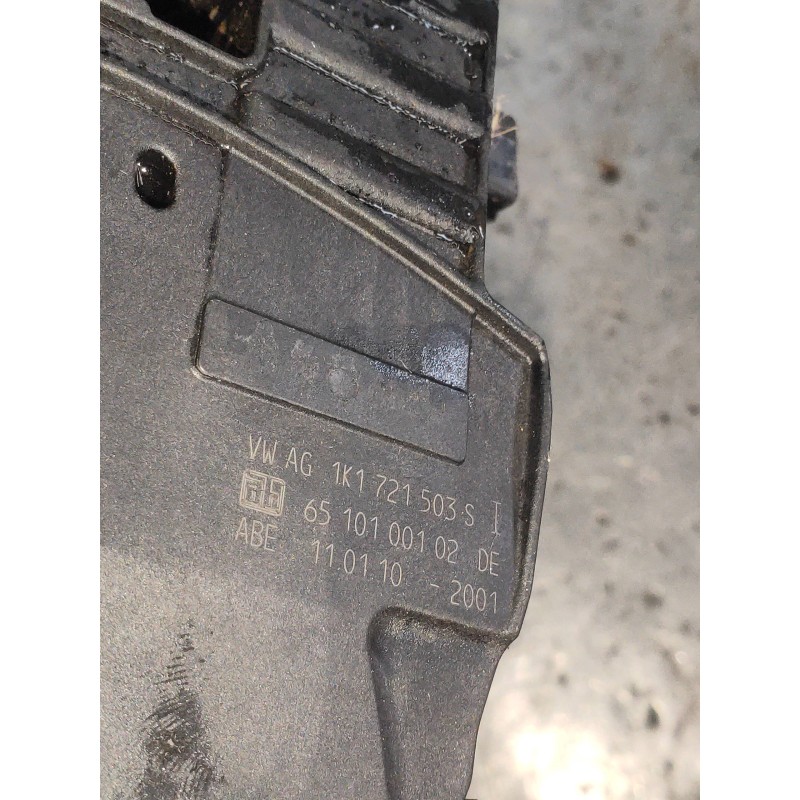 VW AG 1K1 721 503 S I
65 101 001 02 DE
ABE 11.01.10 - 2001